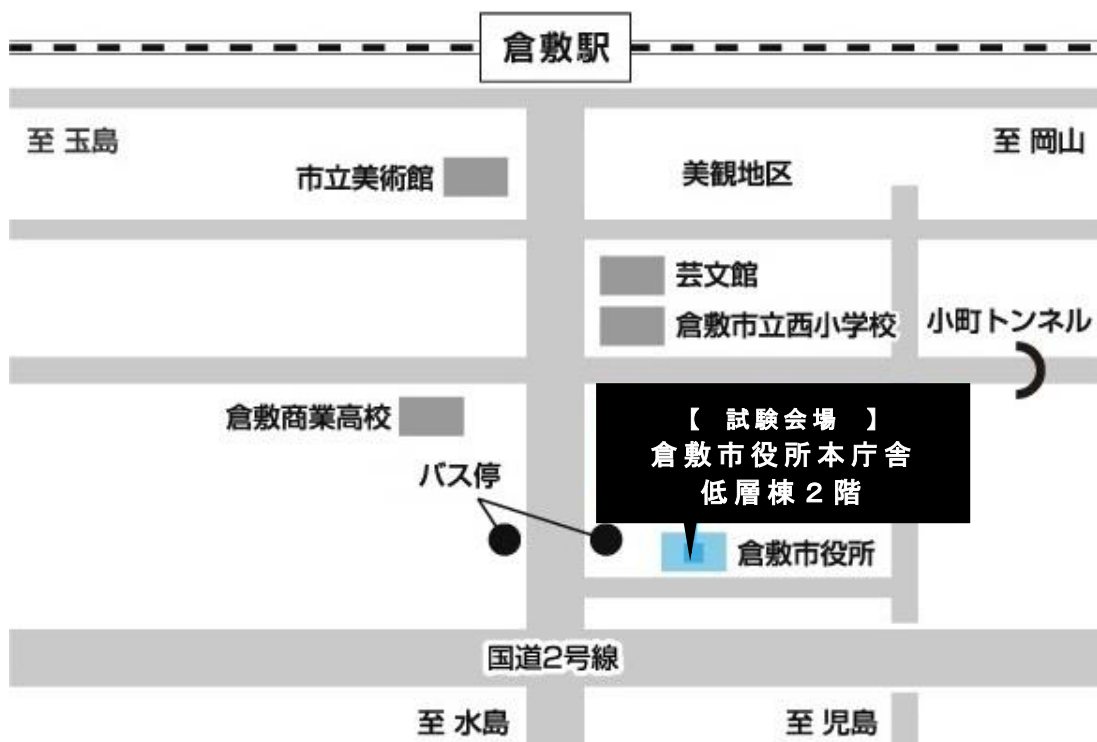 倉敷駅
至 玉島
至 岡山
市立美術館
美観地区
芸文館
倉敷市立西小学校
小町トンネル
倉敷商業高校
【 試験会場 】
倉敷市役所本庁舎
低層棟２階
バス停
倉敷市役所
国道2号線
至 水島
至 児島